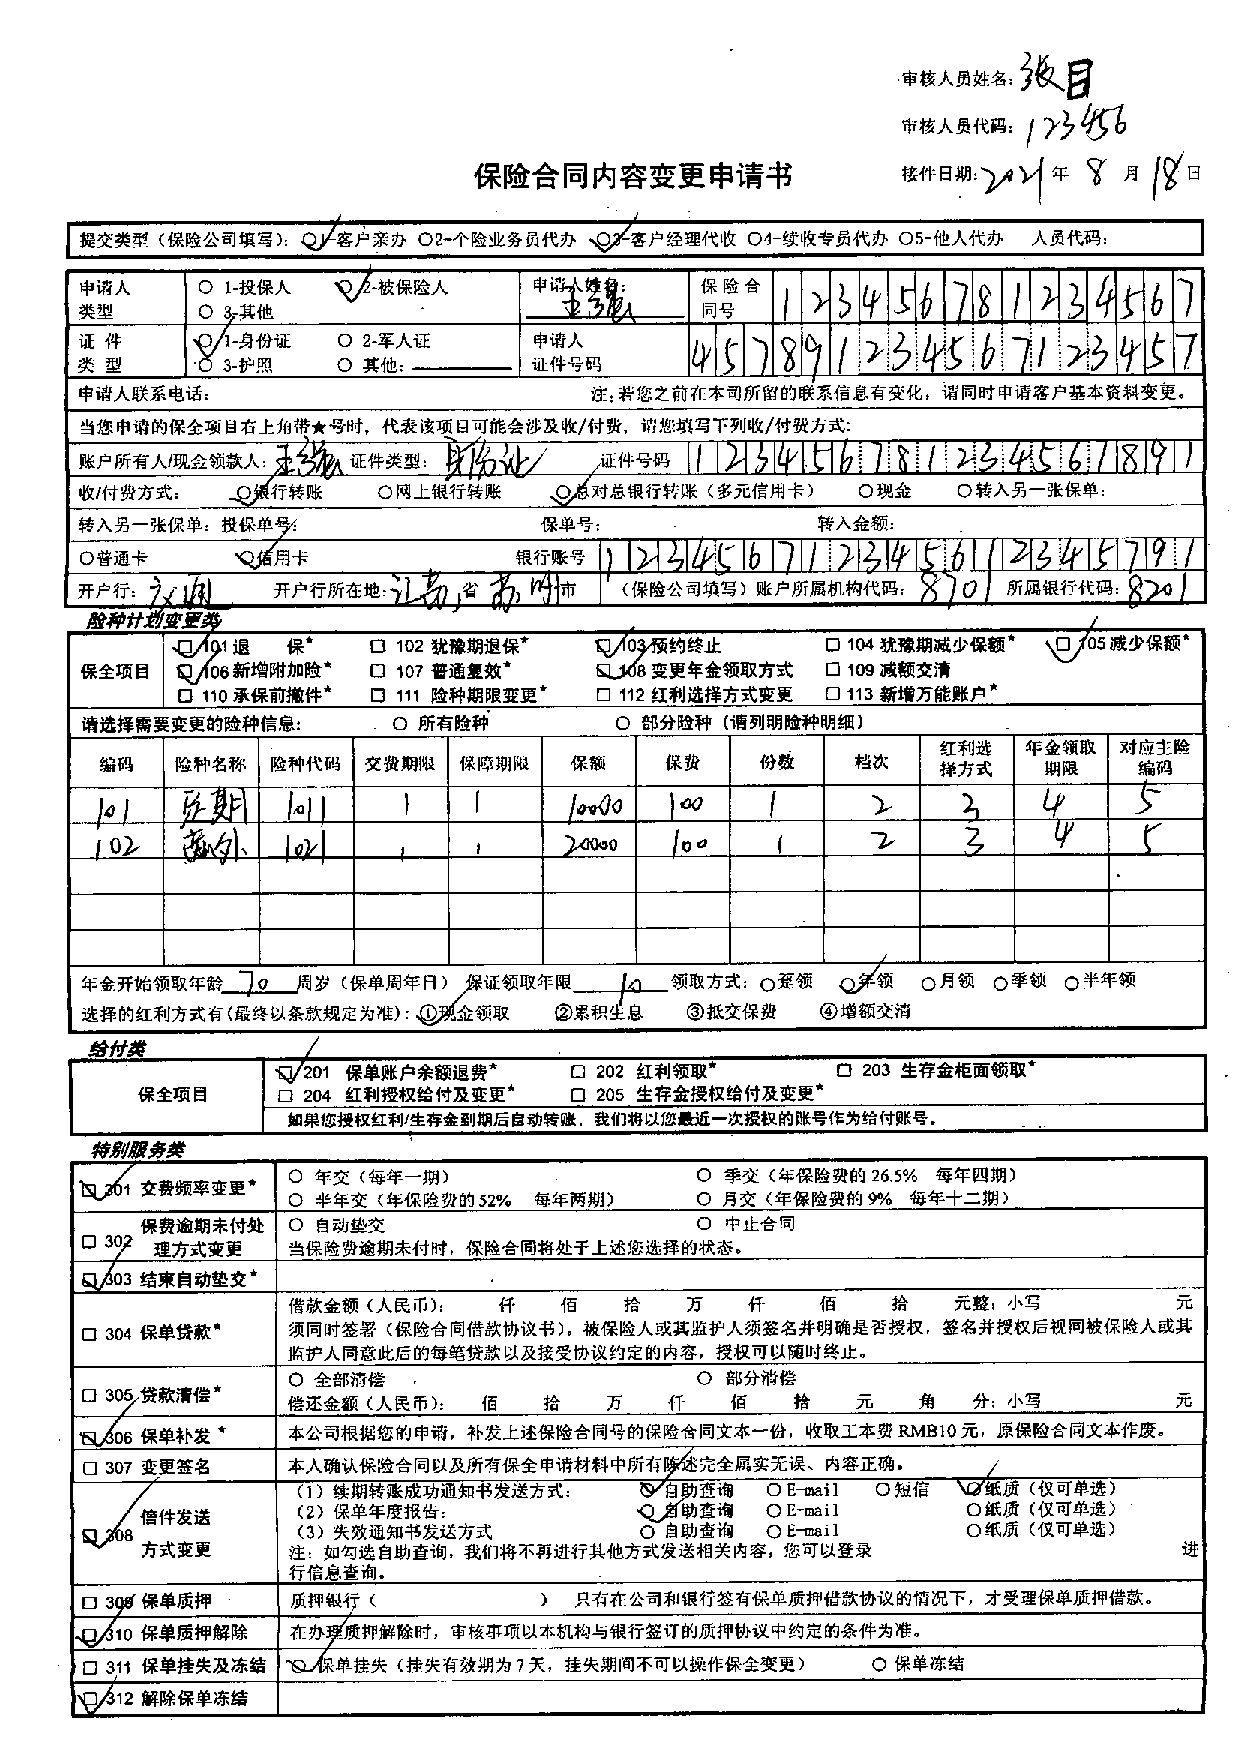 审核人员姓名：张目
审核人员代码：123456
保险合同内容变更申请书
接件日期：2021年8月18日
提交类型（保险公司填写）：○1-客户亲办 ○2-个险业务员代办 ○3-客户经理代收 ○4-续收专员代办 ○5-他人代办 人员代码：
申请人类型 ○ 1-投保人 ○ 2-被保险人 ○ 3-其他 申请人姓名：王强 保险合同号 123456781234567
证件类型 ○ 1-身份证 ○ 2-军人证 ○ 3-护照 ○ 其他： 申请人证件号码 457891234567123457
申请人联系电话： 注：若您之前在本司所留的联系信息有变化，请同时申请客户基本资料变更。
当您申请的保全项目右上角带★号时，代表该项目可能会涉及收/付费，请您填写下列收/付费方式：
账户所有人/现金领款人：王强 证件类型：身份证 证件号码 123456781234561891
收/付费方式： ○银行转账 ○网上银行转账 ○总对总银行转账（多元信用卡） ○现金 ○转入另一张保单：
转入另一张保单：投保单号： 保单号： 转入金额：
○普通卡 ○信用卡 银行账号 123456712345612345791
开户行： 开户行所在地：江苏省 苏州市 （保险公司填写）账户所属机构代码：8701 所属银行代码：8201
险种计划变更类
保全项目
□ 101 退 保* □ 102 犹豫期退保* □ 103 预约终止 □ 104 犹豫期减少保额* □ 105 减少保额*
□ 106 新增附加险* □ 107 普通复效* □ 108 变更年金领取方式 □ 109 减额交清
□ 110 承保前撤件* □ 111 险种期限变更* □ 112 红利选择方式变更 □ 113 新增万能账户*
请选择需要变更的险种信息： ○ 所有险种 ○ 部分险种（请列明险种明细）
编码 险种名称 险种代码 交费期限 保障期限 保额 保费 份数 档次 红利选择方式 年金领取期限 对应主险编码
101 短期 1011 1 1 10000 100 1 2 3 4 5
102 意外 1021 1 1 20000 100 1 2 3 4 5
年金开始领取年龄 70 周岁（保单周年日） 保证领取年限 10 领取方式：○趸领 ○年领 ○月领 ○季领 ○半年领
选择的红利方式有（最终以条款规定为准）：①现金领取 ②累积生息 ③抵交保费 ④增额交清
给付类
保全项目
□ 201 保单账户余额退费* □ 202 红利领取* □ 203 生存金柜面领取*
□ 204 红利授权给付及变更* □ 205 生存金授权给付及变更*
如果您授权红利/生存金到期后自动转账，我们将以您最近一次授权的账号作为给付账号。
特别服务类
□ 301 交费频率变更* ○ 年交（每年一期） ○ 季交（年保险费的26.5% 每年四期）
○ 半年交（年保险费的52% 每年两期） ○ 月交（年保险费的9% 每年十二期）
□ 302 保费逾期未付处理方式变更 ○ 自动垫交 ○ 中止合同
当保险费逾期未付时，保险合同将处于上述您选择的状态。
□ 303 结束自动垫交*
□ 304 保单贷款* 借款金额（人民币）： 仟 佰 拾 万 仟 佰 拾 元整；小写 元
须同时签署（保险合同借款协议书）。被保险人或其监护人须签名并明确是否授权，签名并授权后视同被保险人或其
监护人同意此后的每笔贷款以及接受协议约定的内容，授权可以随时终止。
□ 305 贷款清偿* ○ 全部清偿 ○ 部分清偿
偿还金额（人民币）： 佰 拾 万 仟 佰 拾 元 角 分；小写 元
□ 306 保单补发* 本公司根据您的申请，补发上述保险合同号的保险合同文本一份，收取工本费RMB10元，原保险合同文本作废。
□ 307 变更签名 本人确认保险合同以及所有保全申请材料中所有陈述完全属实无误、内容正确。
□ 308 信件发送方式变更
（1）续期转账成功通知书发送方式： ○ 自助查询 ○ E-mail ○ 短信 ○ 纸质（仅可单选）
（2）保单年度报告： ○ 自助查询 ○ E-mail ○ 纸质（仅可单选）
（3）失效通知书发送方式 ○ 自助查询 ○ E-mail ○ 纸质（仅可单选）
注：如勾选自助查询，我们将不再进行其他方式发送相关内容，您可以登录 进
行信息查询。
□ 309 保单质押 质押银行（ ） 只有在公司和银行签有保单质押借款协议的情况下，才受理保单质押借款。
□ 310 保单质押解除 在办理质押解除时，审核事项以本机构与银行签订的质押协议中约定的条件为准。
□ 311 保单挂失及冻结 ○ 保单挂失（挂失有效期为7天，挂失期间不可以操作保全变更） ○ 保单冻结
□ 312 解除保单冻结